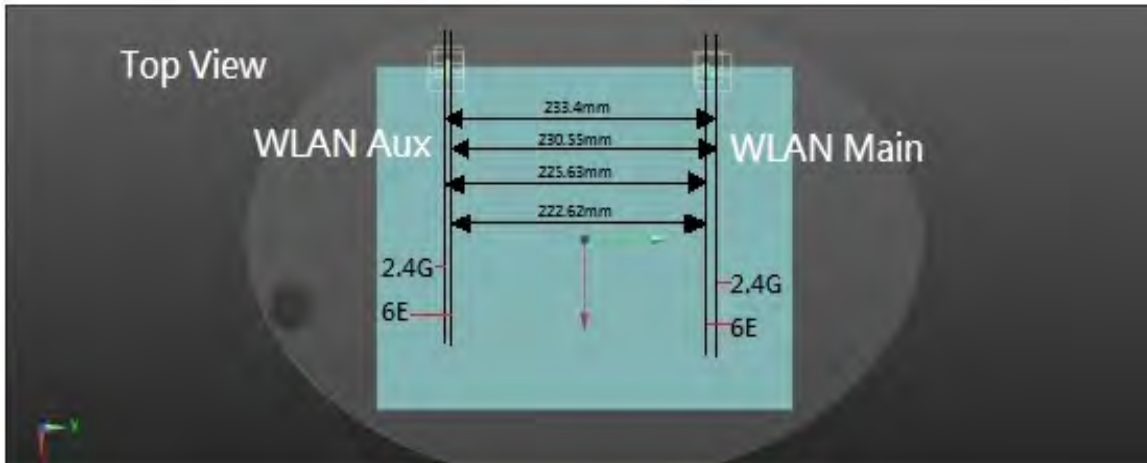 Top View
233.4mm
WLAN Aux
230.55mm
WLAN Main
225.63mm
222.62mm
2.4G
2.4G
6E
6E